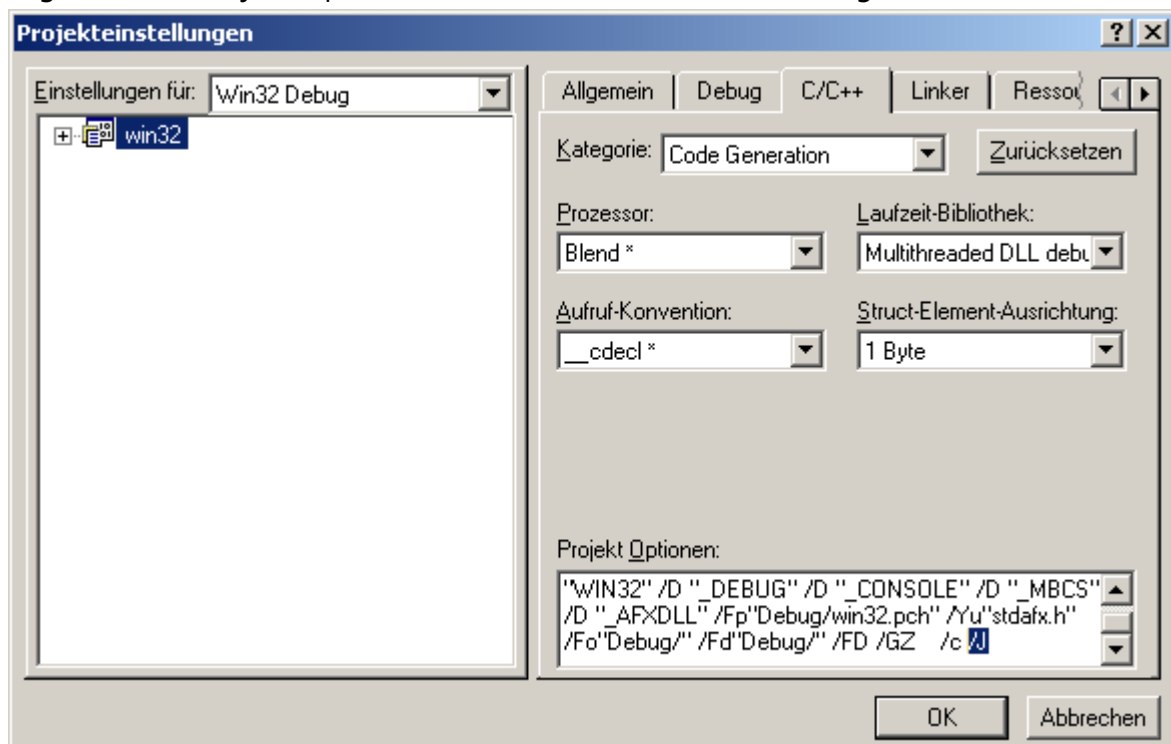 Projekteinstellungen
Einstellungen für: Win32 Debug
win32
Allgemein Debug C/C++ Linker Ressou
Kategorie: Code Generation Zurücksetzen
Prozessor: Laufzeit-Bibliothek:
Blend * Multithreaded DLL debu
Aufruf-Konvention: Struct-Element-Ausrichtung:
__cdecl * 1 Byte
Projekt Optionen:
"WIN32" /D "_DEBUG" /D "_CONSOLE" /D "_MBCS"
/D "_AFXDLL" /Fp"Debug/win32.pch" /Yu"stdafx.h"
/Fo"Debug/" /Fd"Debug/" /FD /GZ /c /J
OK Abbrechen